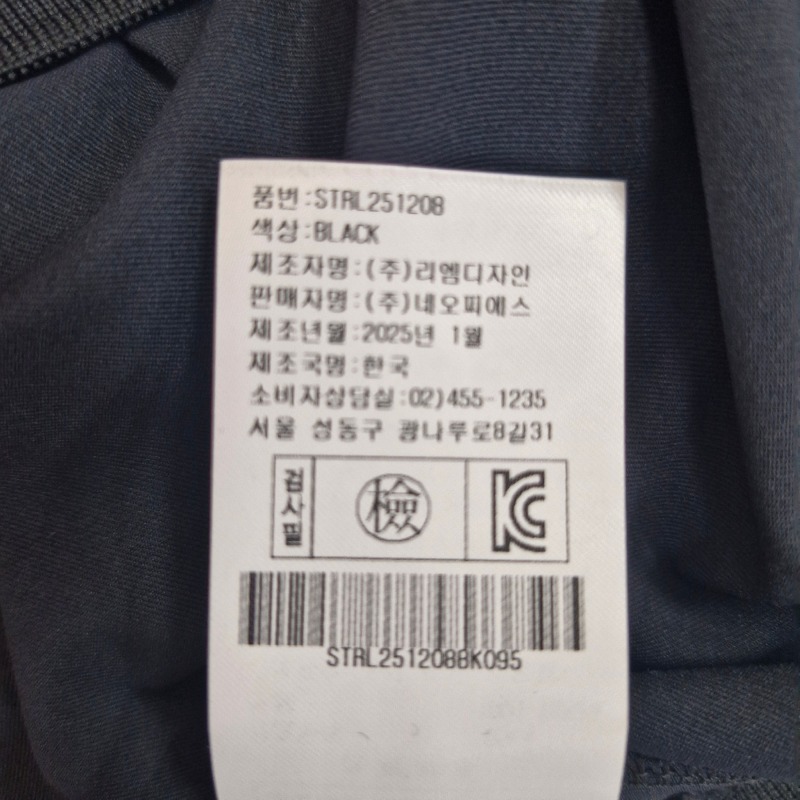 품번:STRL251208
색상:BLACK
제조자명:(주)리엠디자인
판매자명:(주)네오피에스
제조년월:2025년 1월
제조국명:한국
소비자상담실:02)455-1235
서울 성동구 광나루로8길31
검사필
檢
KC
STRL251208BK095